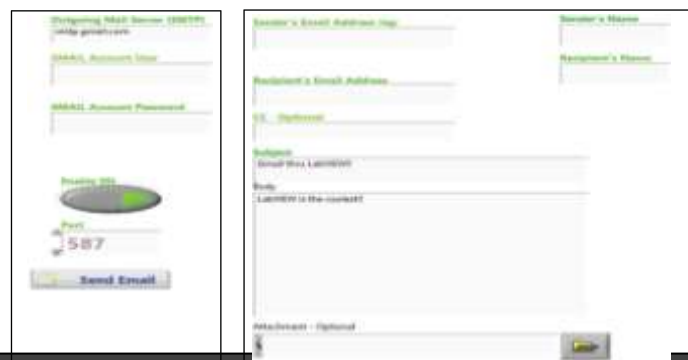 Outgoing Mail Server (SMTP)
smtp.gmail.com
GMAIL Account User
GMAIL Account Password
Enable SSL
Port
587
Send Email
Sender's Email Address
Sender's Name
Recipient's Email Address
Recipient's Name
CC - Optional
Subject
Email thru LabVIEW!!
Body
LabVIEW is the coolest!!
Attachment - Optional